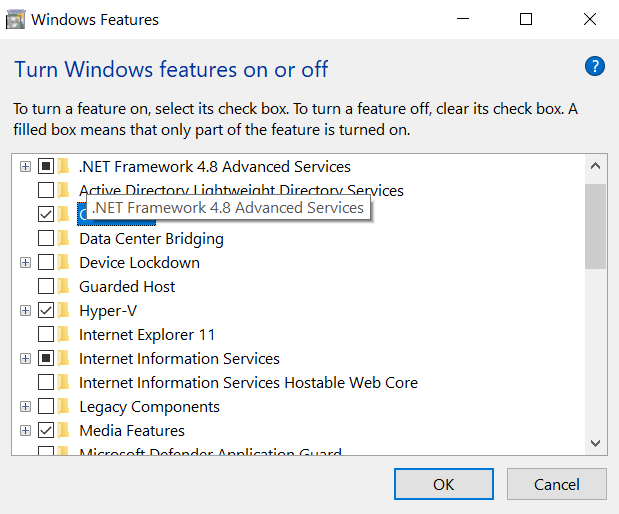 Windows Features
Turn Windows features on or off
?
To turn a feature on, select its check box. To turn a feature off, clear its check box. A
filled box means that only part of the feature is turned on.
.NET Framework 4.8 Advanced Services
Active Directory Lightweight Directory Services
.NET Framework 4.8 Advanced Services
Data Center Bridging
Device Lockdown
Guarded Host
Hyper-V
Internet Explorer 11
Internet Information Services
Internet Information Services Hostable Web Core
Legacy Components
Media Features
Microsoft Defender Application Guard
OK
Cancel